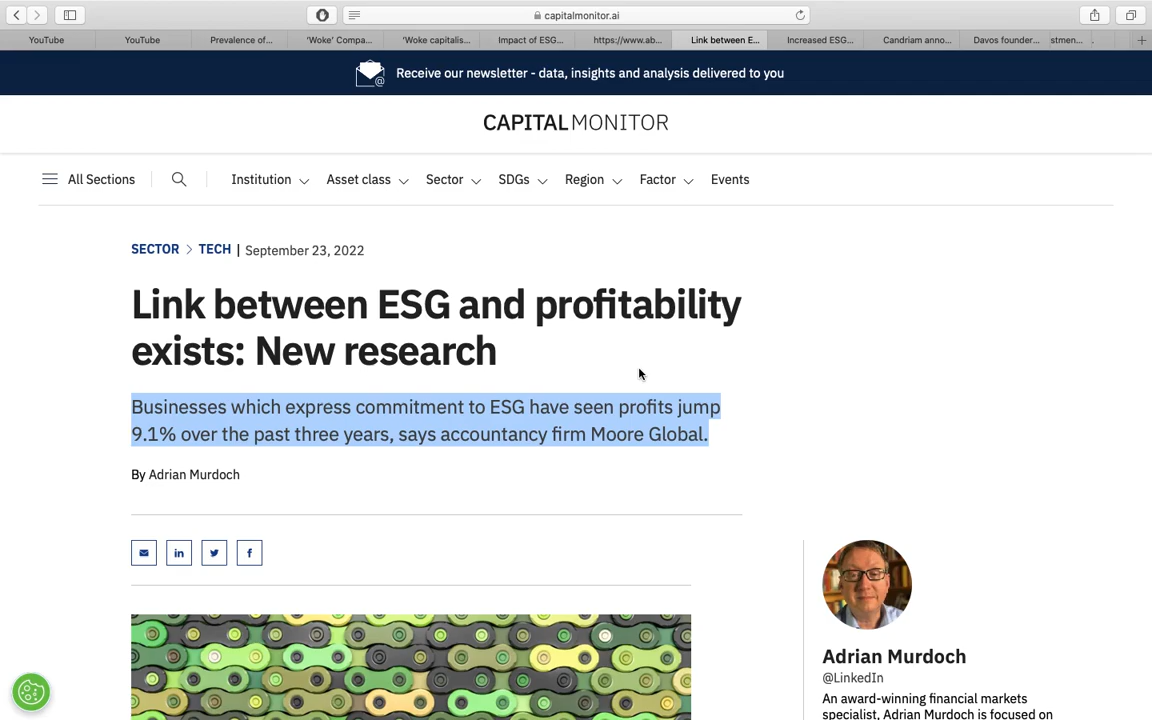 capitalmonitor.ai
YouTube
YouTube
Prevalence of...
'Woke' Compa...
'Woke capitalis...
Impact of ESG...
https://www.ab...
Link between E...
Increased ESG...
Candriam anno...
Davos founder...
stmen...
Receive our newsletter - data, insights and analysis delivered to you
CAPITALMONITOR
All Sections
Institution
Asset class
Sector
SDGs
Region
Factor
Events
SECTOR > TECH | September 23, 2022
Link between ESG and profitability
exists: New research
Businesses which express commitment to ESG have seen profits jump
9.1% over the past three years, says accountancy firm Moore Global.
By Adrian Murdoch
Adrian Murdoch
@LinkedIn
An award-winning financial markets
specialist, Adrian Murdoch is focused on